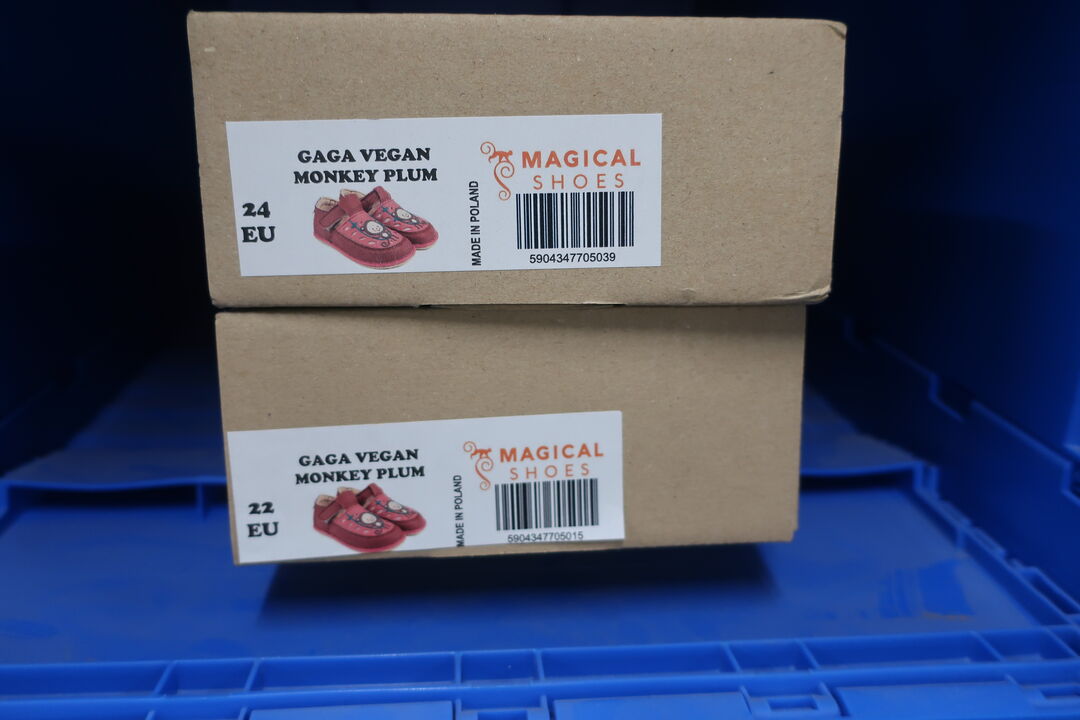 GAGA VEGAN
MONKEY PLUM
24
EU
MADE IN POLAND
MAGICAL
SHOES
5904347705039
GAGA VEGAN
MONKEY PLUM
22
EU
MADE IN POLAND
MAGICAL
SHOES
5904347705015